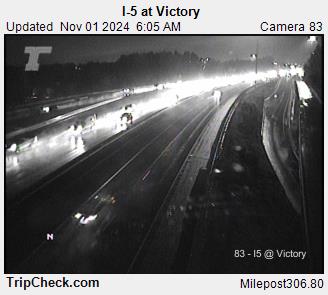 I-5 at Victory
Updated Nov 01 2024 6:05 AM Camera 83
T
N
83 - I5 @ Victory
TripCheck.com Milepost306.80